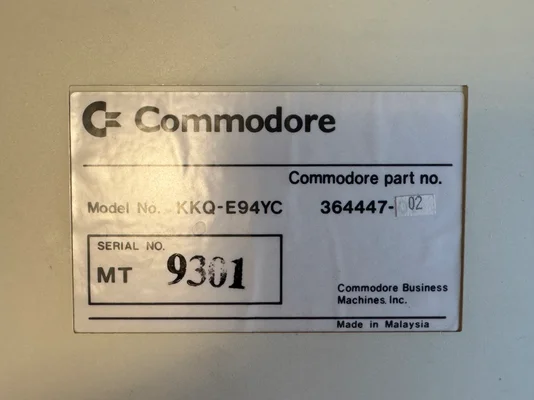 Commodore
Commodore part no.
Model No. KKQ-E94YC 364447-02
SERIAL NO.
MT 9301
Commodore Business
Machines, Inc.
Made in Malaysia